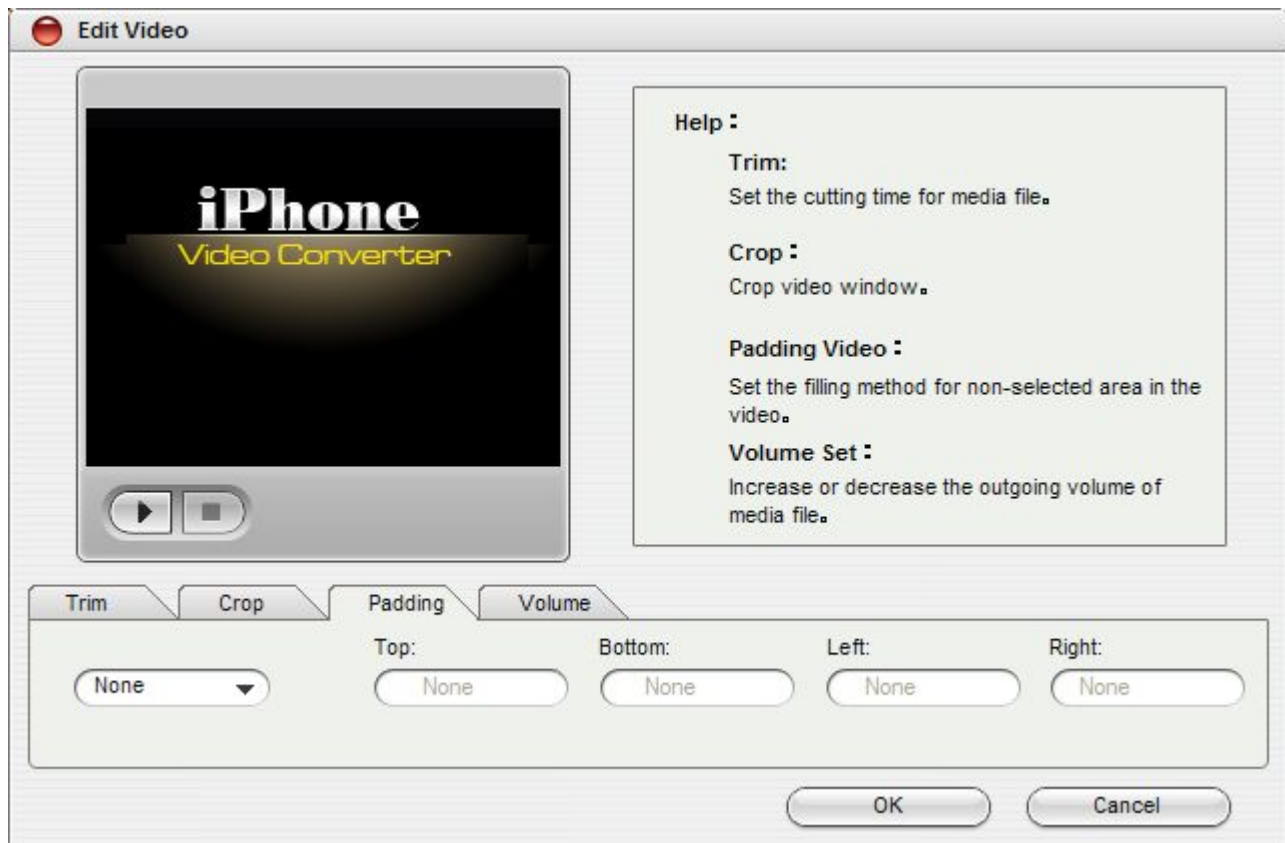 Edit Video
iPhone
Video Converter
Help:
Trim:
Set the cutting time for media file.
Crop:
Crop video window.
Padding Video:
Set the filling method for non-selected area in the
video.
Volume Set:
Increase or decrease the outgoing volume of
media file.
Trim
Crop
Padding
Volume
Top:
Bottom:
Left:
Right:
None
None
None
None
None
OK
Cancel